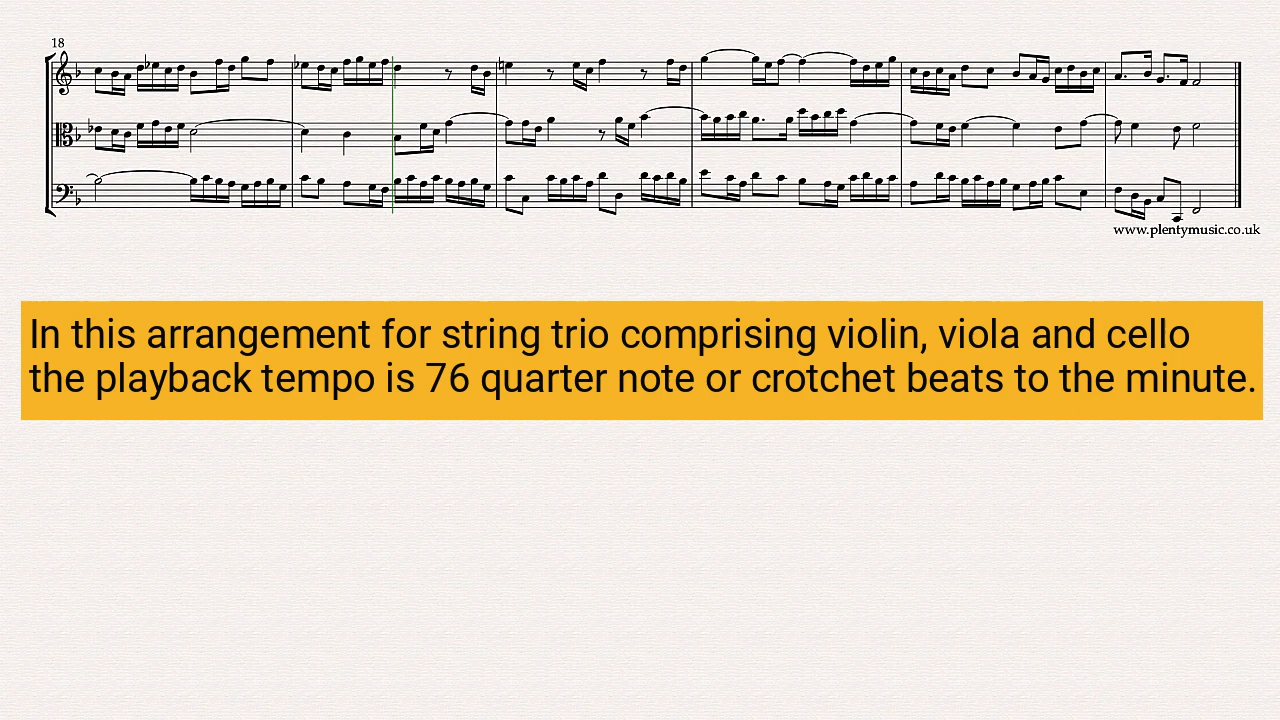 18
www.plentymusic.co.uk
In this arrangement for string trio comprising violin, viola and cello
the playback tempo is 76 quarter note or crotchet beats to the minute.